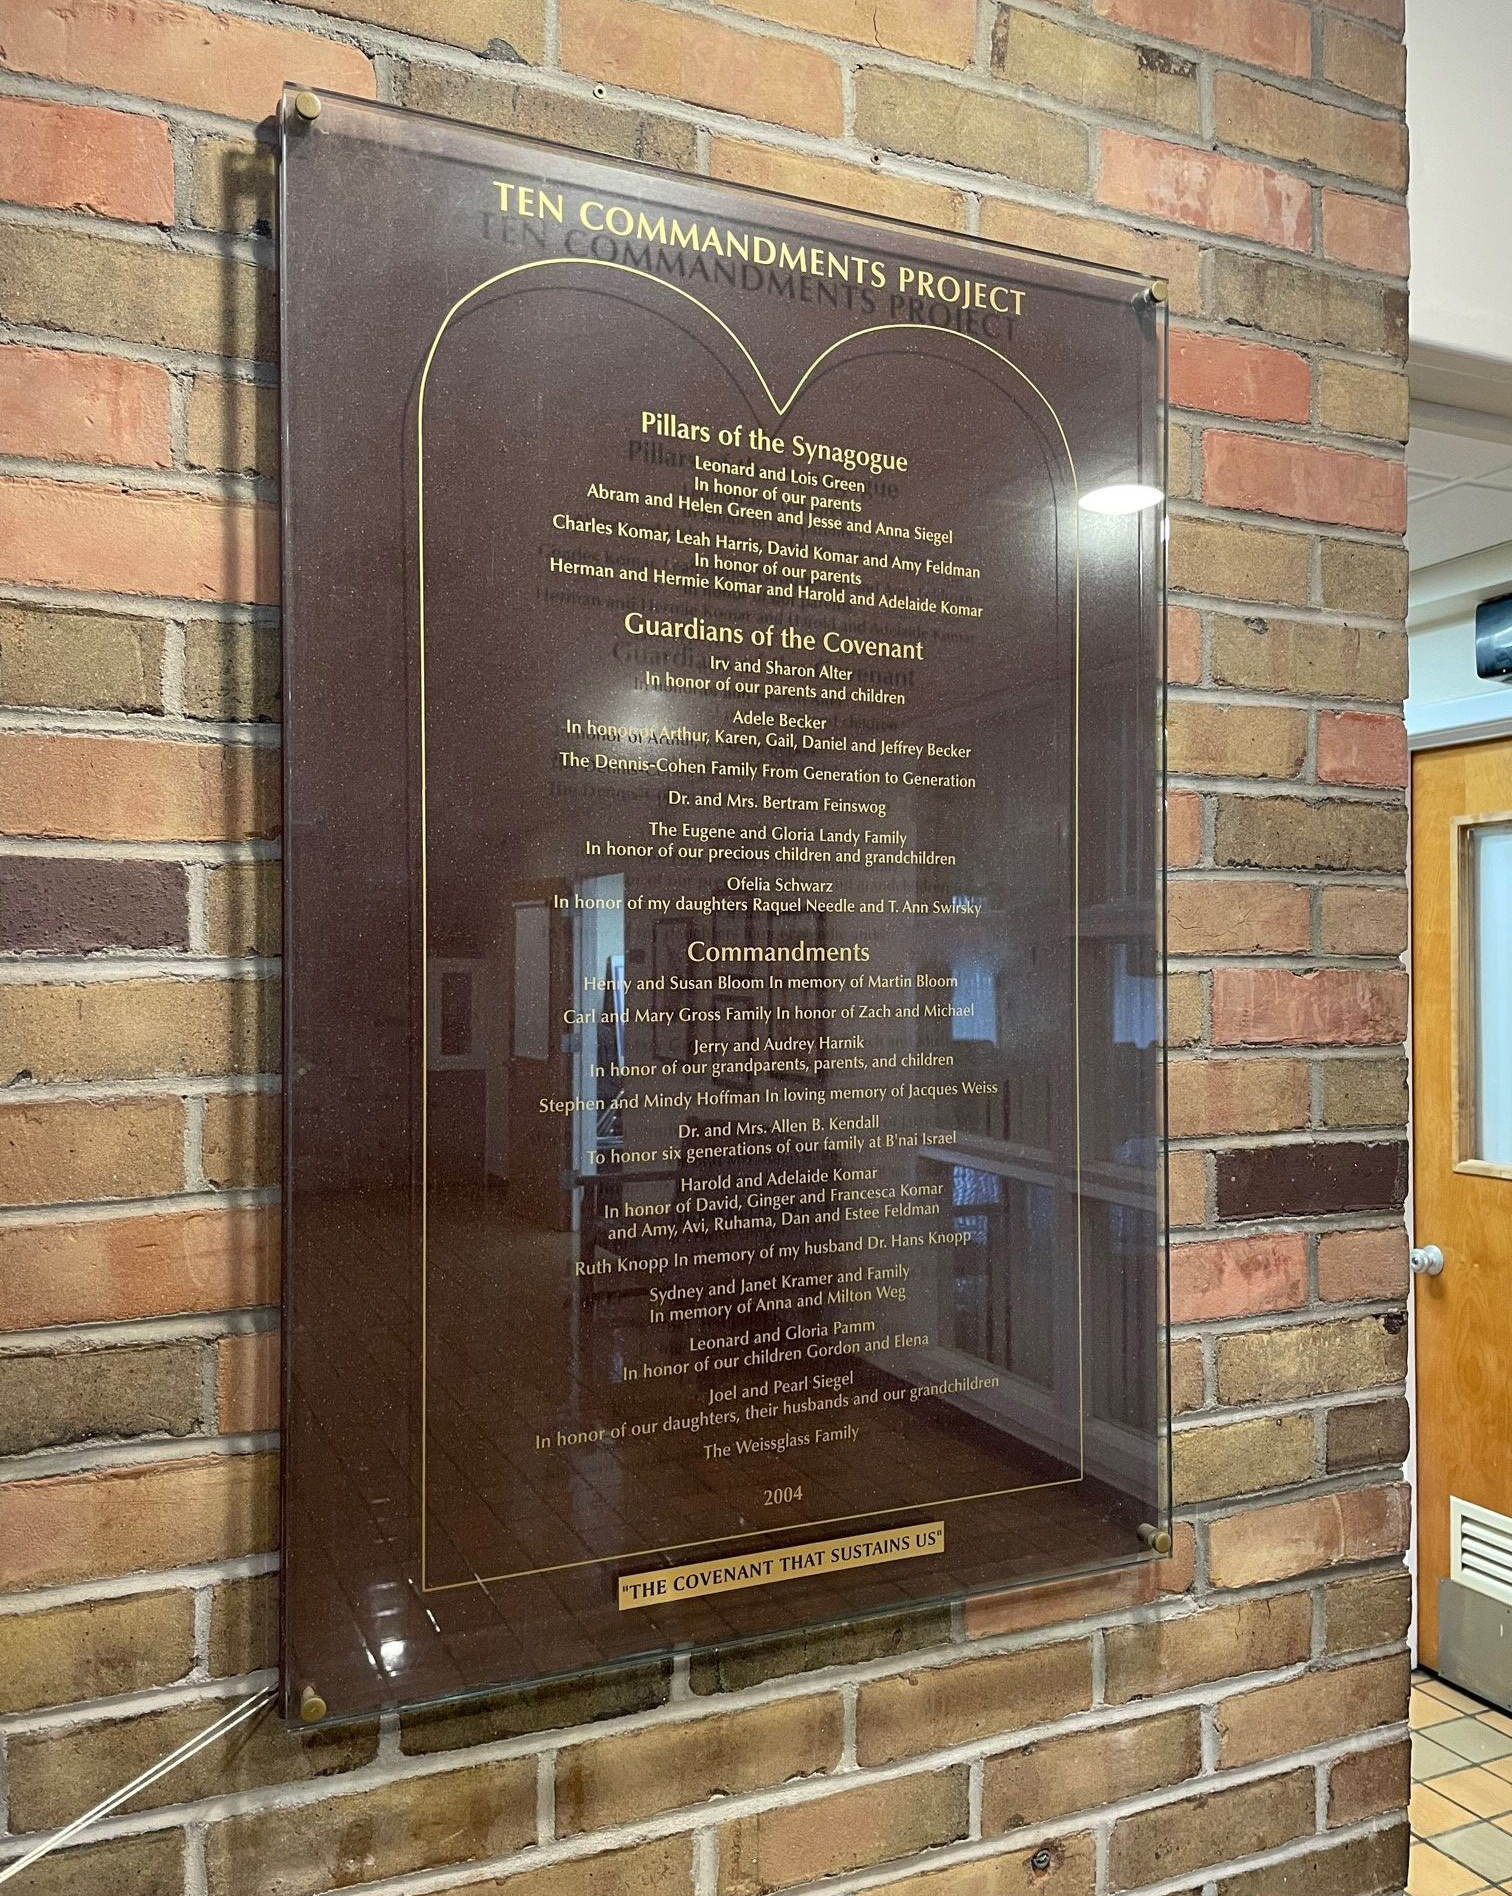 TEN COMMANDMENTS PROJECT
Pillars of the Synagogue
Leonard and Lois Green
In honor of our parents
Abram and Helen Green and Jesse and Anna Siegel
Charles Komar, Leah Harris, David Komar and Amy Feldman
In honor of our parents
Herman and Hermie Komar and Harold and Adelaide Komar
Guardians of the Covenant
Irv and Sharon Alter
In honor of our parents and children
Adele Becker
In honor of Arthur, Karen, Gail, Daniel and Jeffrey Becker
The Dennis-Cohen Family From Generation to Generation
Dr. and Mrs. Bertram Feinswog
The Eugene and Gloria Landy Family
In honor of our precious children and grandchildren
Ofelia Schwarz
In honor of my daughters Raquel Needle and T. Ann Swirsky
Commandments
Henry and Susan Bloom In memory of Martin Bloom
Carl and Mary Gross Family In honor of Zach and Michael
Jerry and Audrey Harnik
In honor of our grandparents, parents, and children
Stephen and Mindy Hoffman In loving memory of Jacques Weiss
Dr. and Mrs. Allen B. Kendall
To honor six generations of our family at B'nai Israel
Harold and Adelaide Komar
In honor of David, Ginger and Francesca Komar
and Amy, Avi, Ruhama, Dan and Estee Feldman
Ruth Knopp In memory of my husband Dr. Hans Knopp
Sydney and Janet Kramer and Family
In memory of Anna and Milton Weg
Leonard and Gloria Pamm
In honor of our children Gordon and Elena
Joel and Pearl Siegel
In honor of our daughters, their husbands and our grandchildren
The Weissglass Family
2004
"THE COVENANT THAT SUSTAINS US"